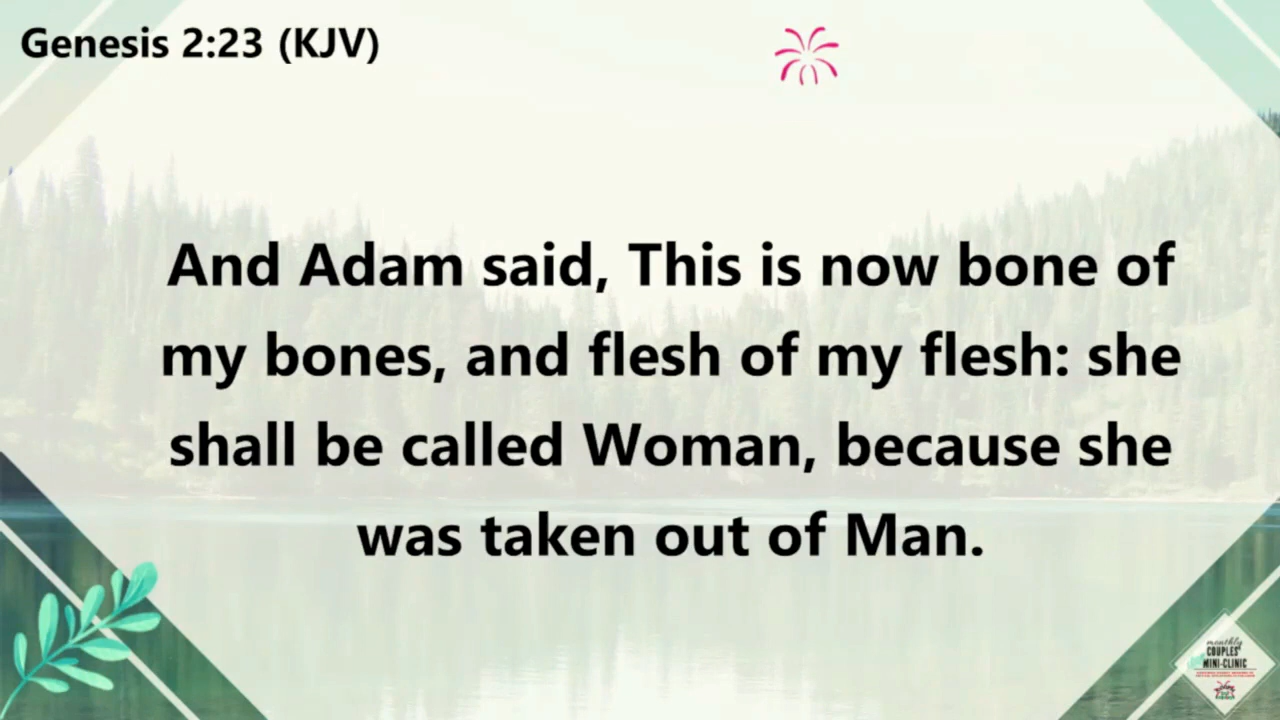 Genesis 2:23 (KJV)
And Adam said, This is now bone of
my bones, and flesh of my flesh: she
shall be called Woman, because she
was taken out of Man.
monthly
COUPLES'
MINI-CLINIC